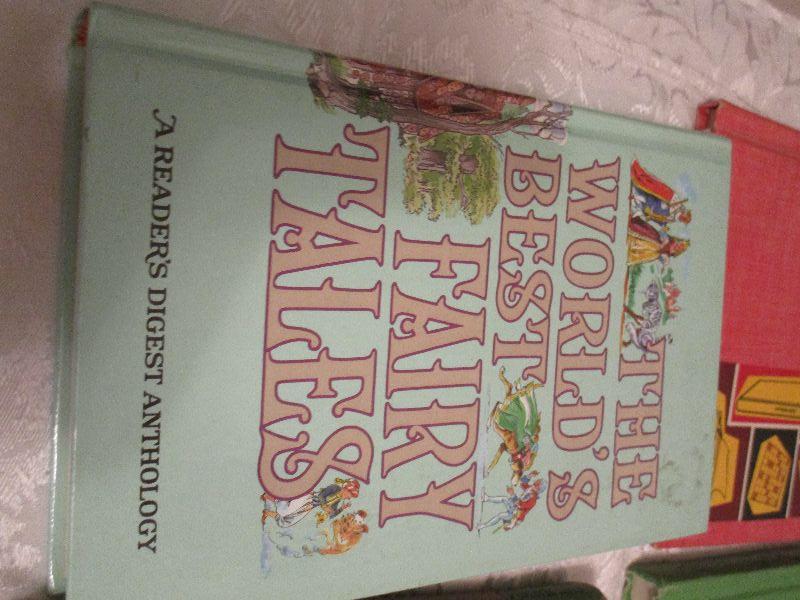 THE
WORLD'S
BEST
FAIRY
TALES
A READER'S DIGEST ANTHOLOGY